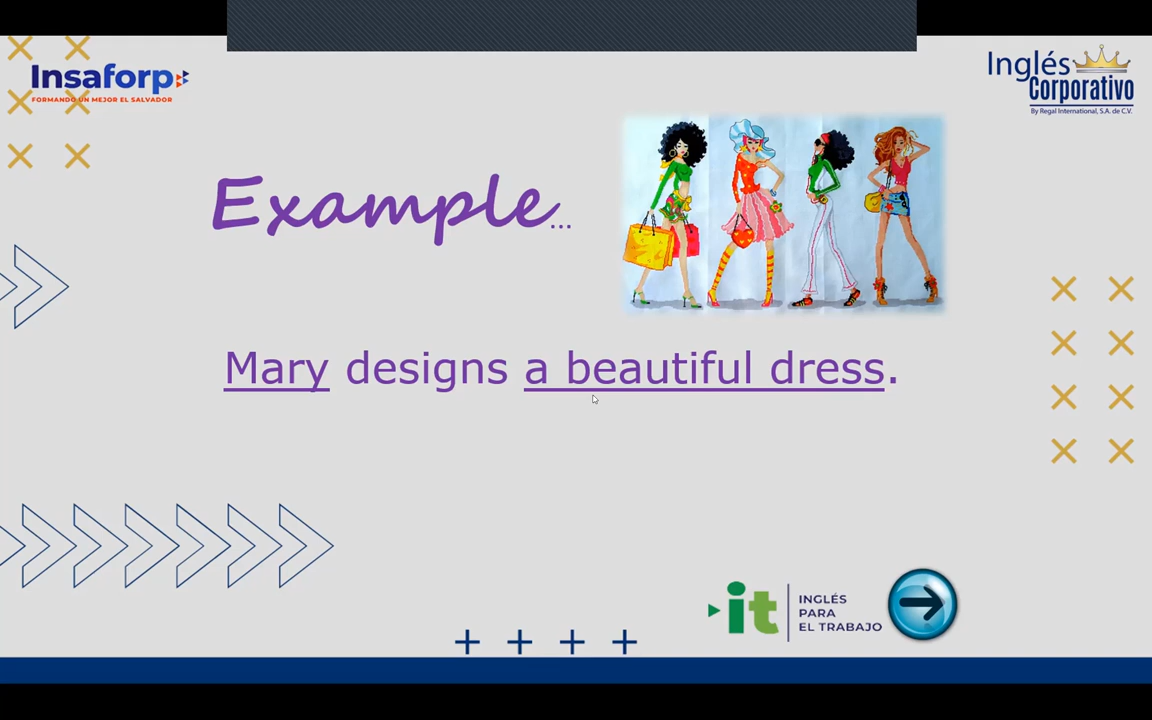 Insaforp
FORMANDO UN MEJOR EL SALVADOR
Inglés
Corporativo
By Regal International, S.A. de C.V.
Example...
Mary designs a beautiful dress.
it
INGLÉS
PARA
EL TRABAJO